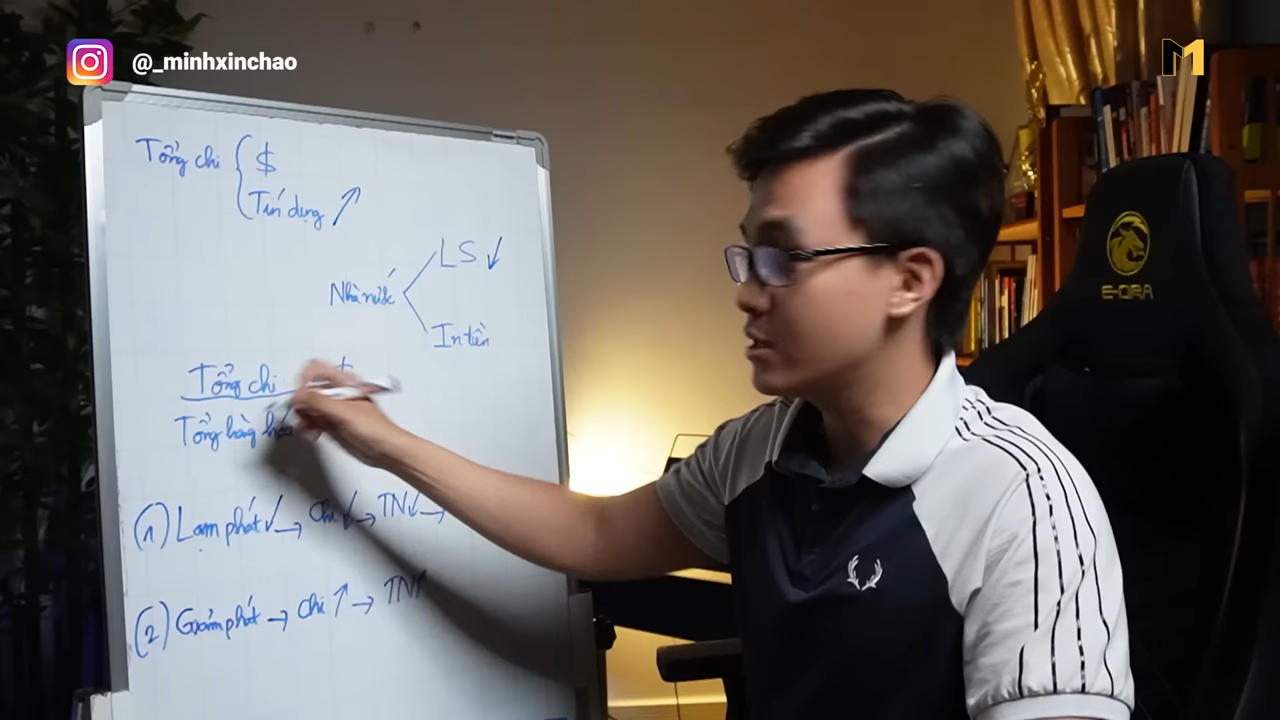 @_minhxinchao
M1
Tổng chi { $
Tín dụng ↗
LS ↓
Nhà nước
In tiền
Tổng chi $
Tổng hàng hóa
(1) Lạm phát ↓ → Chi ↓ → TN ↓ →
(2) Giảm phát → Chi ↑ → TN ↑
E-DRA